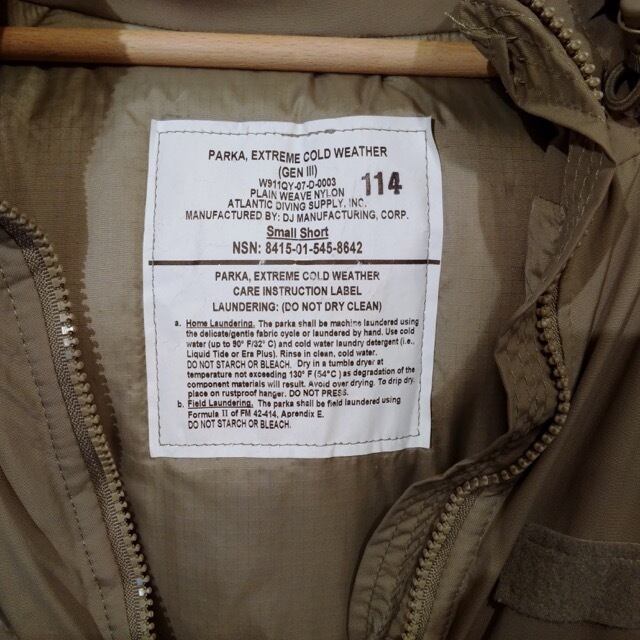 PARKA, EXTREME COLD WEATHER
(GEN III)
W911QY-07-D-0003
PLAIN WEAVE NYLON
114
ATLANTIC DIVING SUPPLY, INC.
MANUFACTURED BY: DJ MANUFACTURING, CORP.
Small Short
NSN: 8415-01-545-8642
PARKA, EXTREME COLD WEATHER
CARE INSTRUCTION LABEL
LAUNDERING: (DO NOT DRY CLEAN)
a. Home Laundering. The parka shall be machine laundered using
the delicate/gentle fabric cycle or laundered by hand. Use cold
water (up to 90° F/32° C) and cold water laundry detergent (i.e.,
Liquid Tide or Era Plus). Rinse in clean, cold water.
DO NOT STARCH OR BLEACH. Dry in a tumble dryer at
temperature not exceeding 130° F (54°C) as degradation of the
component materials will result. Avoid over drying. To drip dry,
place on rustproof hanger. DO NOT PRESS.
b. Field Laundering. The parka shall be field laundered using
Formula II of FM 42-414, Aprendix E.
DO NOT STARCH OR BLEACH.